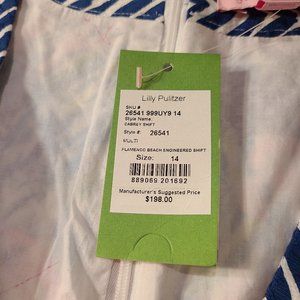 Lilly Pulitzer
SKU #
26541 999UY9 14
Style Name:
CABREY SHIFT
Style #: 26541
MULTI
FLAMENCO BEACH ENGINEERED SHIFT
Size: 14
889069 201692
Manufacturer's Suggested Price
$198.00